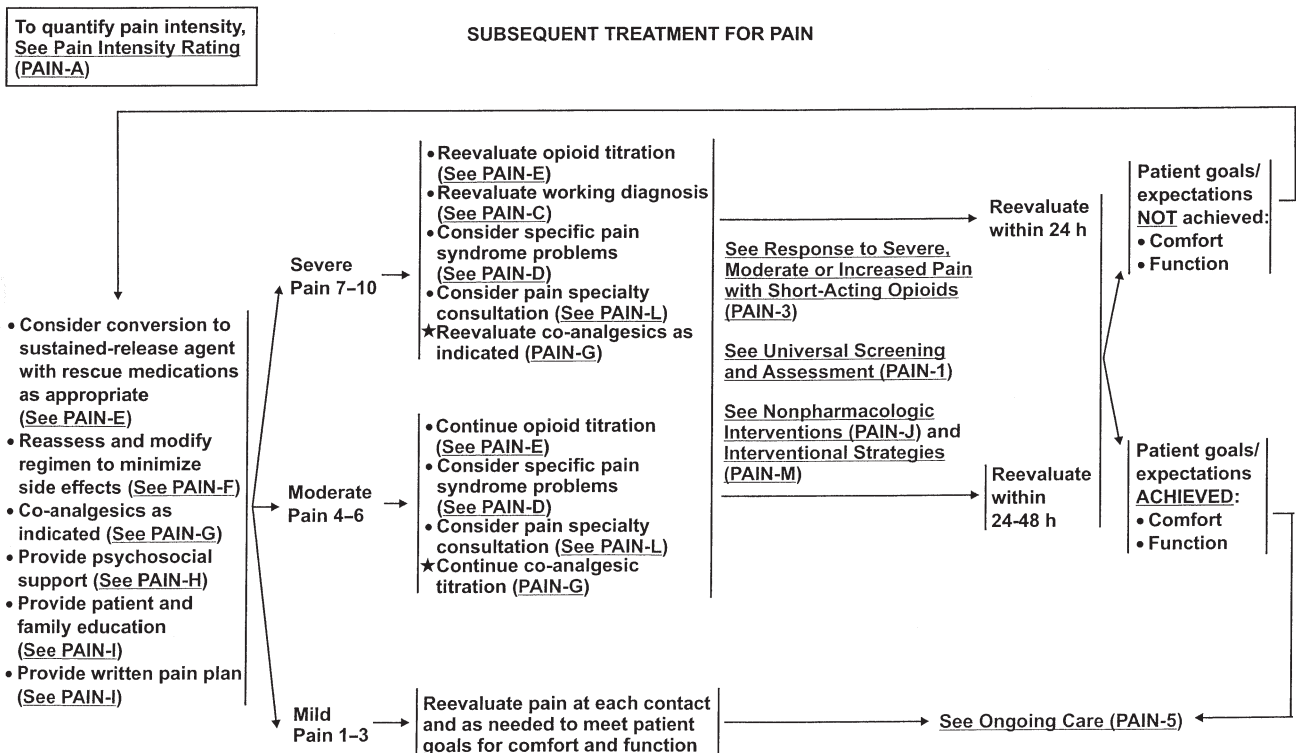 To quantify pain intensity,
See Pain Intensity Rating
(PAIN-A)
SUBSEQUENT TREATMENT FOR PAIN
• Consider conversion to
sustained-release agent
with rescue medications
as appropriate
(See PAIN-E)
• Reassess and modify
regimen to minimize
side effects (See PAIN-F)
• Co-analgesics as
indicated (See PAIN-G)
• Provide psychosocial
support (See PAIN-H)
• Provide patient and
family education
(See PAIN-I)
• Provide written pain plan
(See PAIN-I)
Severe
Pain 7–10
• Reevaluate opioid titration
(See PAIN-E)
• Reevaluate working diagnosis
(See PAIN-C)
• Consider specific pain
syndrome problems
(See PAIN-D)
• Consider pain specialty
consultation (See PAIN-L)
★Reevaluate co-analgesics as
indicated (PAIN-G)
Moderate
Pain 4–6
• Continue opioid titration
(See PAIN-E)
• Consider specific pain
syndrome problems
(See PAIN-D)
• Consider pain specialty
consultation (See PAIN-L)
★Continue co-analgesic
titration (PAIN-G)
Mild
Pain 1–3
Reevaluate pain at each contact
and as needed to meet patient
goals for comfort and function
See Response to Severe,
Moderate or Increased Pain
with Short-Acting Opioids
(PAIN-3)
See Universal Screening
and Assessment (PAIN-1)
See Nonpharmacologic
Interventions (PAIN-J) and
Interventional Strategies
(PAIN-M)
Reevaluate
within 24 h
Reevaluate
within
24-48 h
Patient goals/
expectations
NOT achieved:
• Comfort
• Function
Patient goals/
expectations
ACHIEVED:
• Comfort
• Function
See Ongoing Care (PAIN-5)